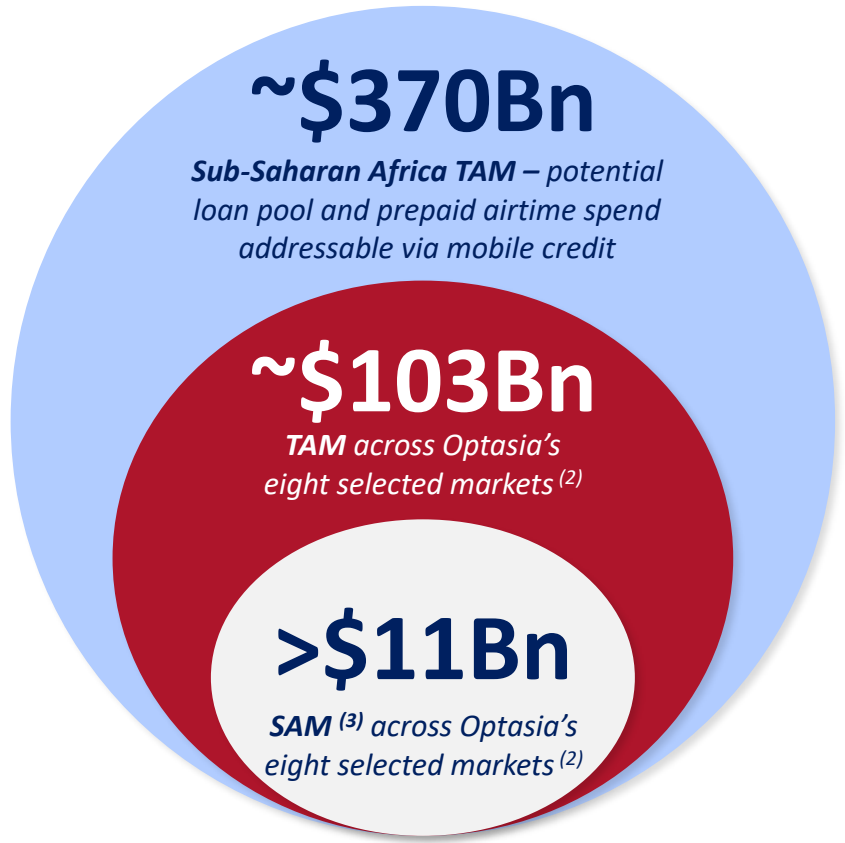 ~$370Bn
Sub-Saharan Africa TAM – potential
loan pool and prepaid airtime spend
addressable via mobile credit
~$103Bn
TAM across Optasia’s
eight selected markets (2)
>$11Bn
SAM (3) across Optasia’s
eight selected markets (2)